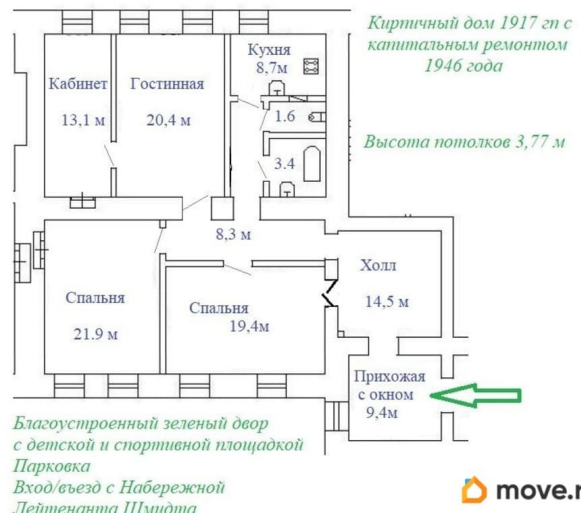 Киртичный дом 1917 гп с
капитальным ремонтом
1946 года
Кухня
8,7м
Кабинет
13,1 м
Гостинная
20,4 м
1.6
Высота потолков 3,77 м
3.4
8,3 м
Холл
14,5 м
Спальня
21.9 м
Спальня
19,4м
Прихожая
с окном
9,4м
Благоустроенный зеленый двор
с детской и спортивной площадкой
Парковка
Вход/въезд с Набережной
Лейтенанта Шмидта
move.r